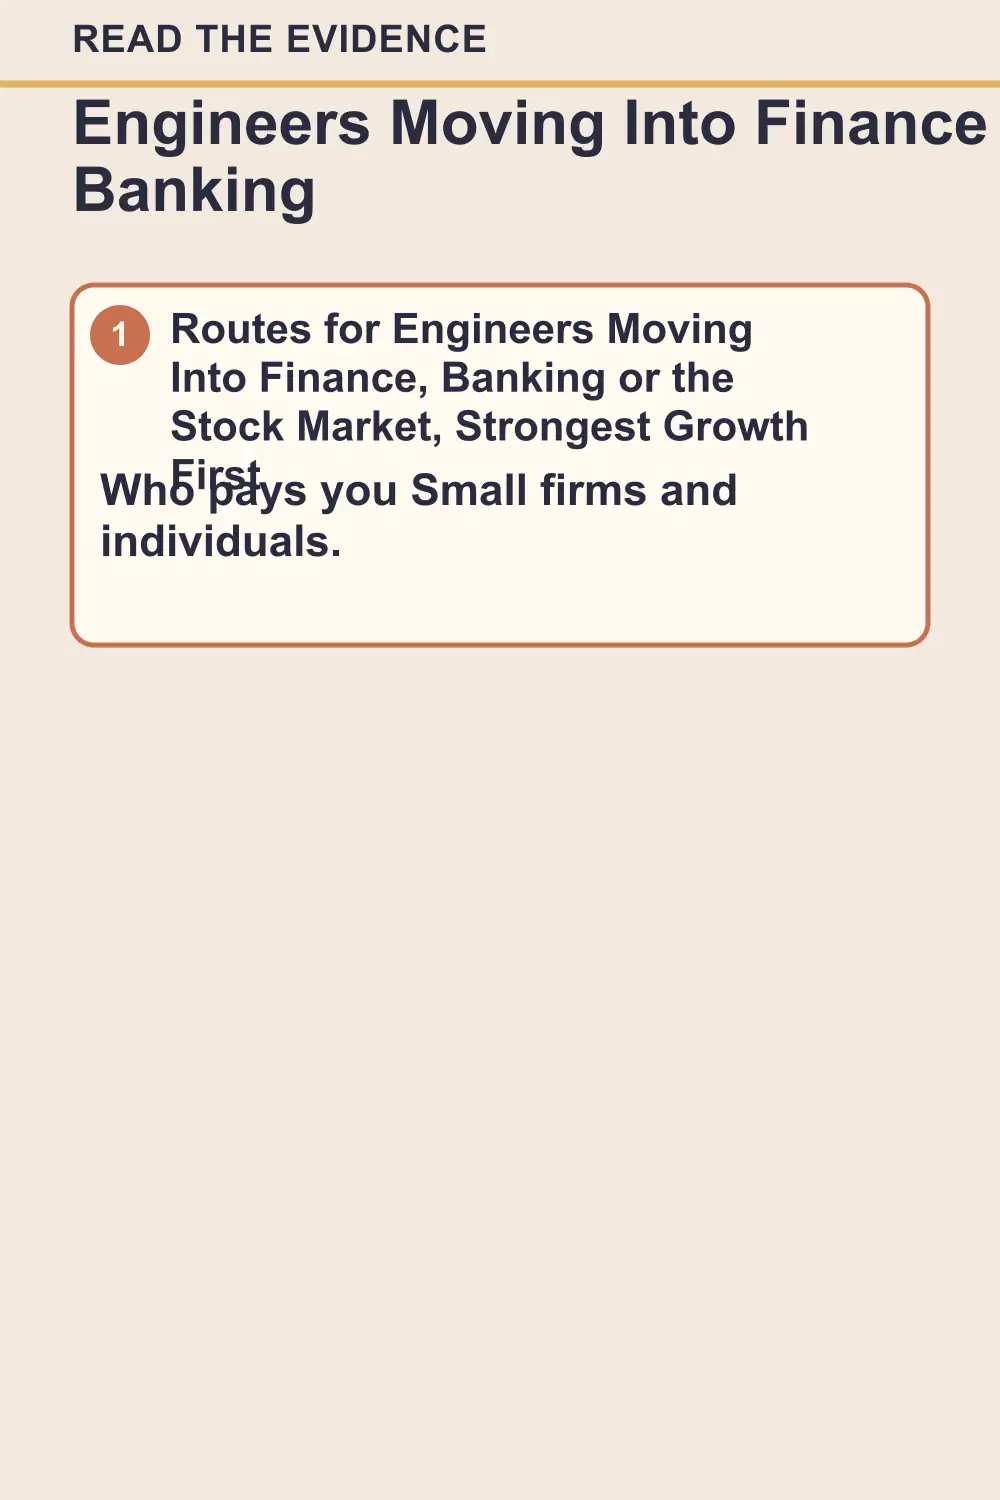 READ THE EVIDENCE
Engineers Moving Into Finance
Banking
1
Routes for Engineers Moving
Into Finance, Banking or the
Stock Market, Strongest Growth
First
Who pays you Small firms and
individuals.